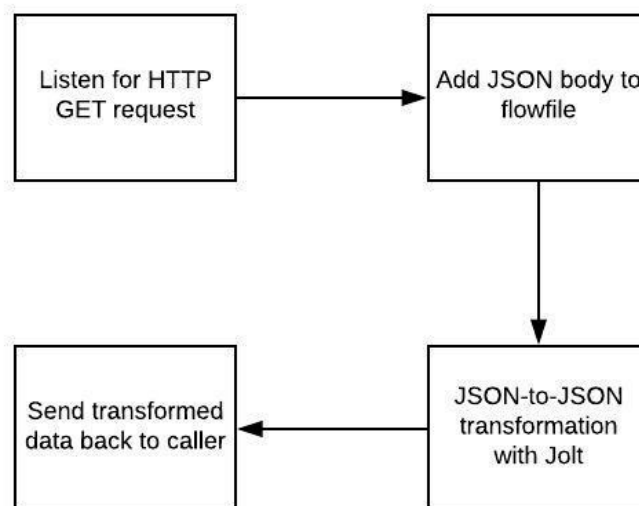 Listen for HTTP
GET request
Add JSON body to
flowfile
JSON-to-JSON
transformation
with Jolt
Send transformed
data back to caller